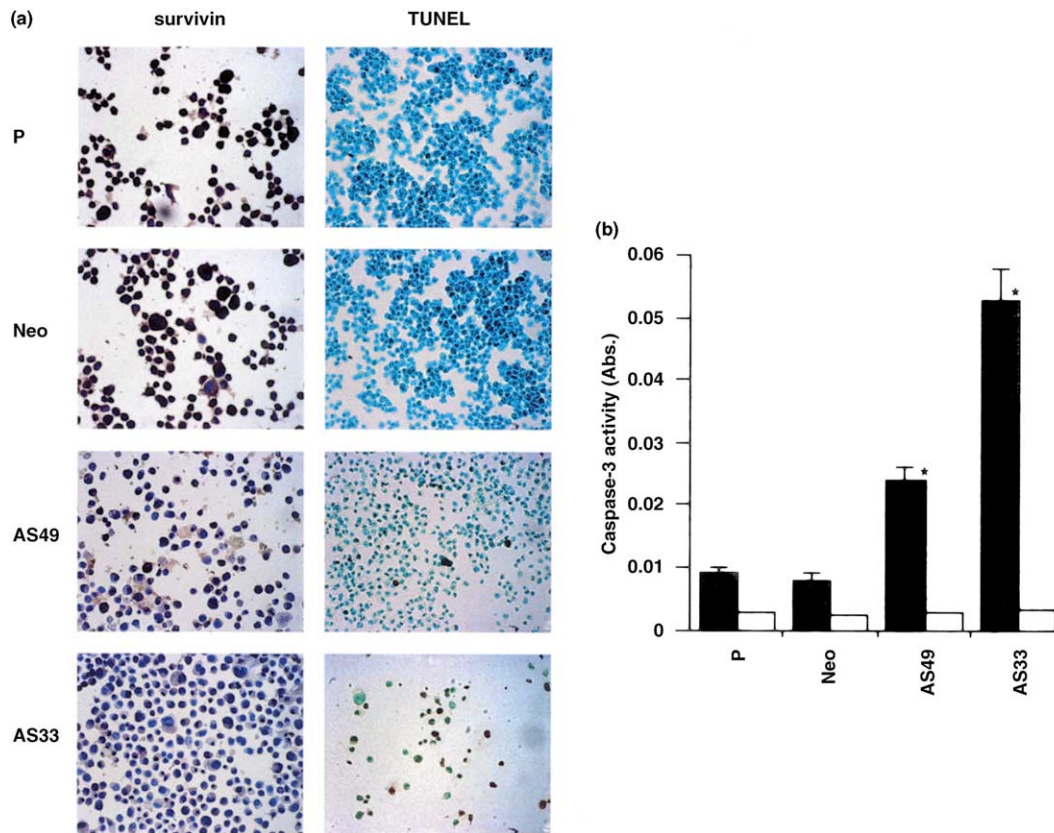 (a)
survivin
TUNEL
P
Neo
AS49
AS33
(b)
0.06
0.05
0.04
0.03
0.02
0.01
0
Caspase-3 activity (Abs.)
*
*
P
Neo
AS49
AS33